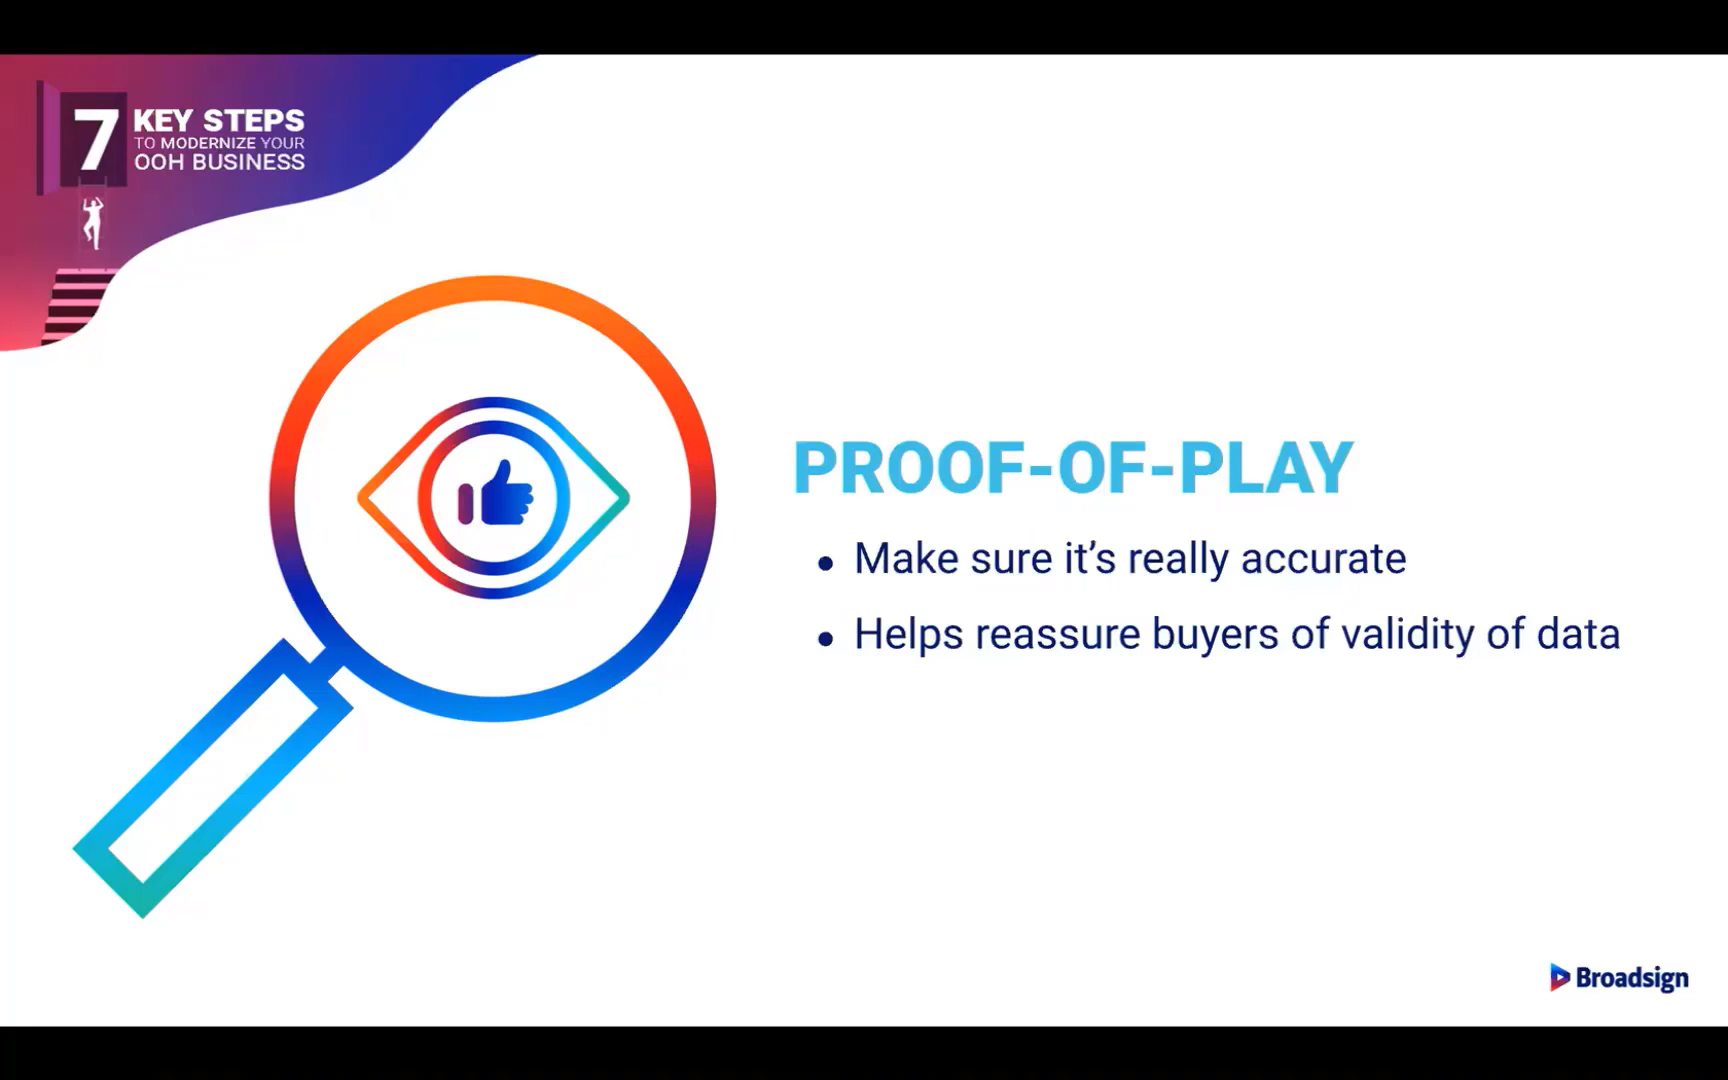 7 KEY STEPS
TO MODERNIZE YOUR
OOH BUSINESS
PROOF-OF-PLAY
• Make sure it’s really accurate
• Helps reassure buyers of validity of data
Broadsign